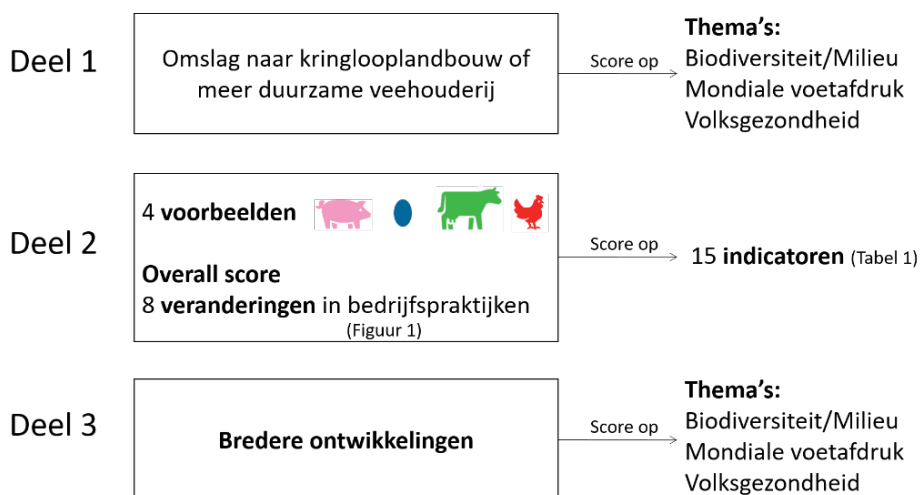 Deel 1
Omslag naar kringlooplandbouw of
meer duurzame veehouderij
Score op
Thema's:
Biodiversiteit/Milieu
Mondiale voetafdruk
Volksgezondheid
Deel 2
4 voorbeelden
Overall score
8 veranderingen in bedrijfspraktijken
(Figuur 1)
Score op
15 indicatoren (Tabel 1)
Deel 3
Bredere ontwikkelingen
Score op
Thema's:
Biodiversiteit/Milieu
Mondiale voetafdruk
Volksgezondheid